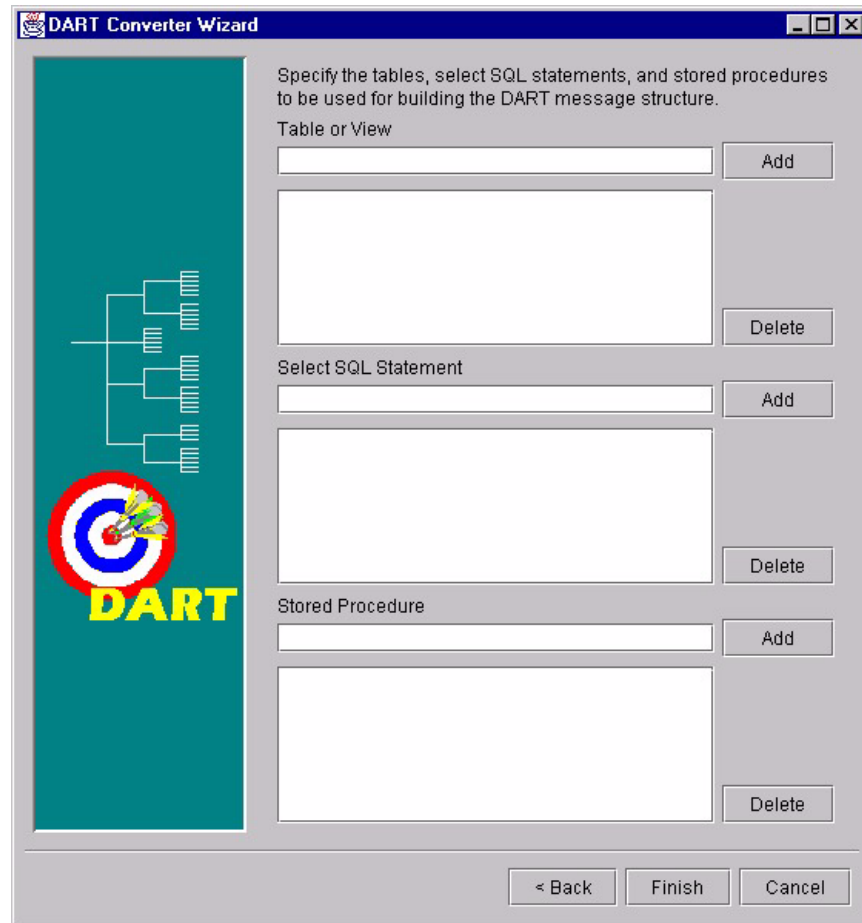 DART Converter Wizard
Specify the tables, select SQL statements, and stored procedures
to be used for building the DART message structure.
Table or View
Add
Delete
Select SQL Statement
Add
Delete
DART
Stored Procedure
Add
Delete
< Back
Finish
Cancel